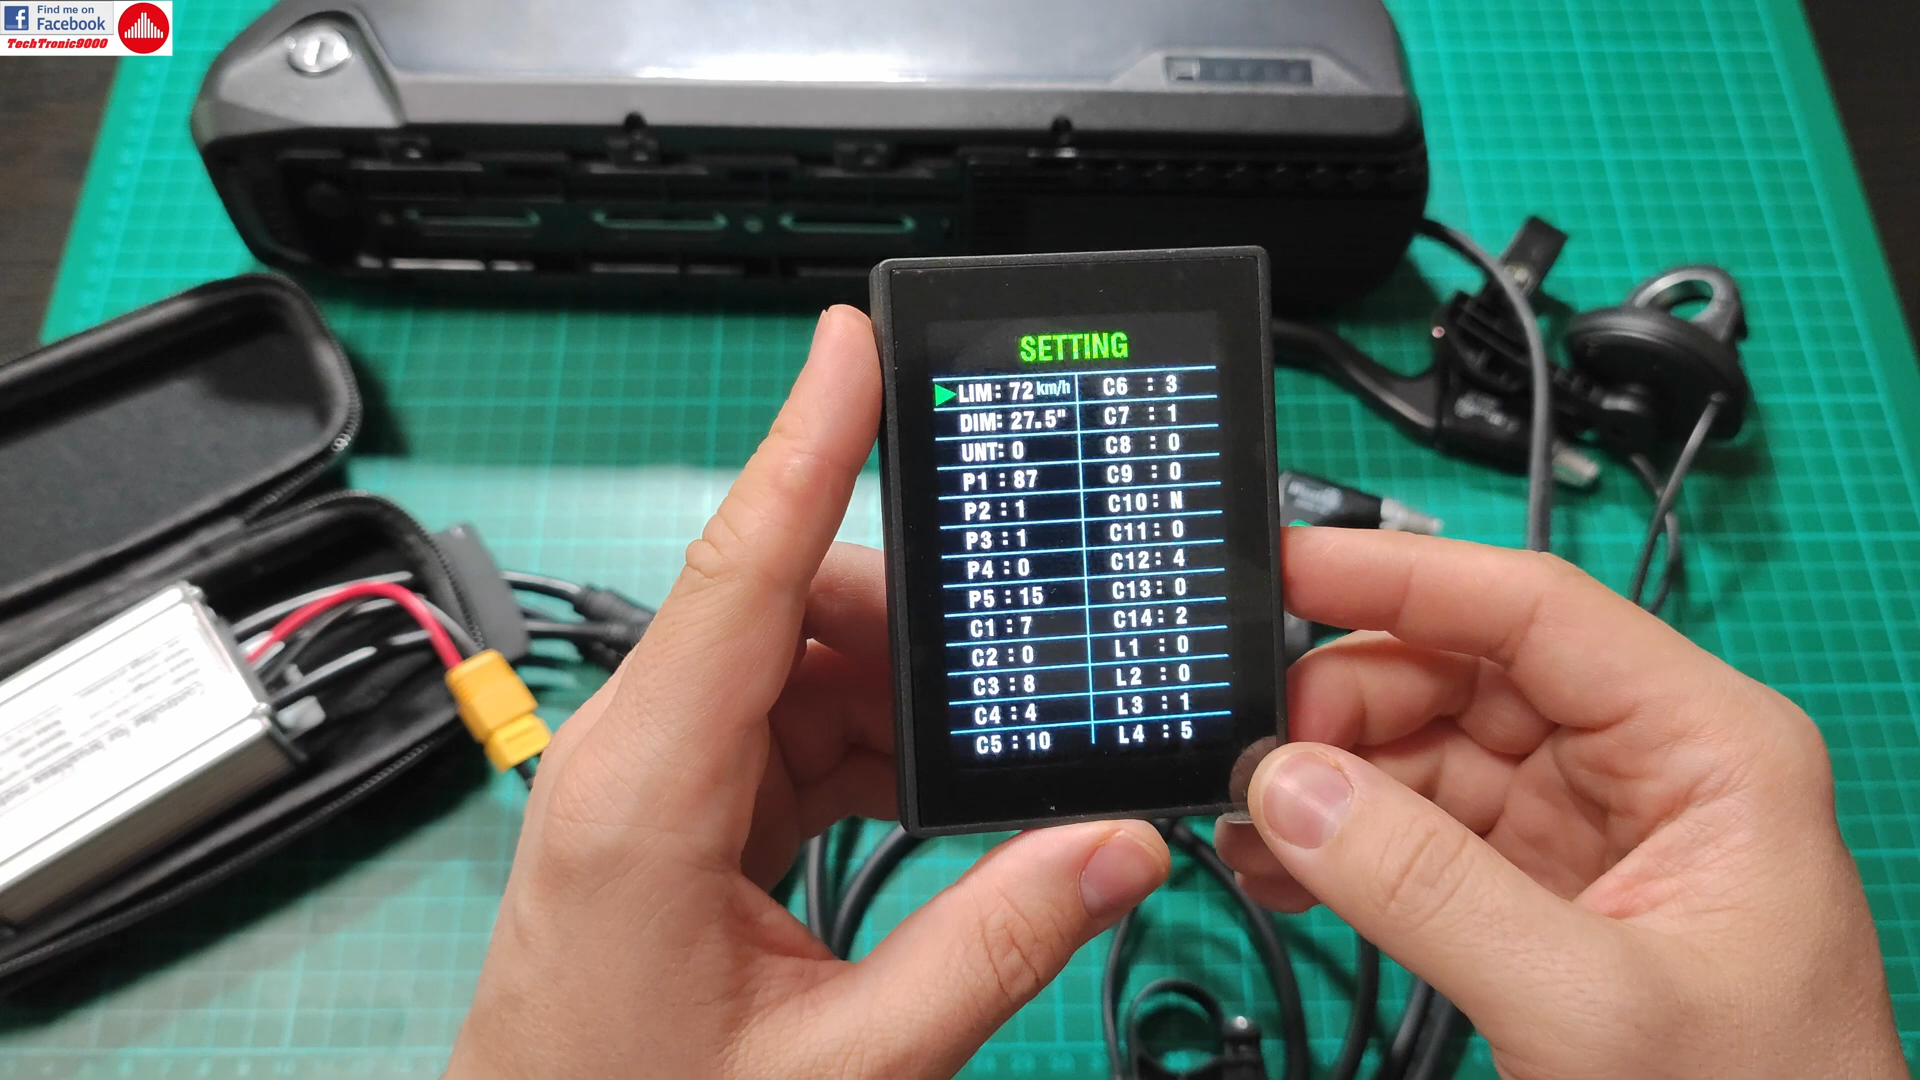 Find me on
Facebook
TechTronic9000
SETTING
LIM: 72 km/h
DIM: 27.5"
UNT: 0
P1 : 87
P2 : 1
P3 : 1
P4 : 0
P5 : 15
C1 : 7
C2 : 0
C3 : 8
C4 : 4
C5 : 10
C6 : 3
C7 : 1
C8 : 0
C9 : 0
C10: N
C11: 0
C12: 4
C13: 0
C14: 2
L1 : 0
L2 : 0
L3 : 1
L4 : 5
Controller for brushless